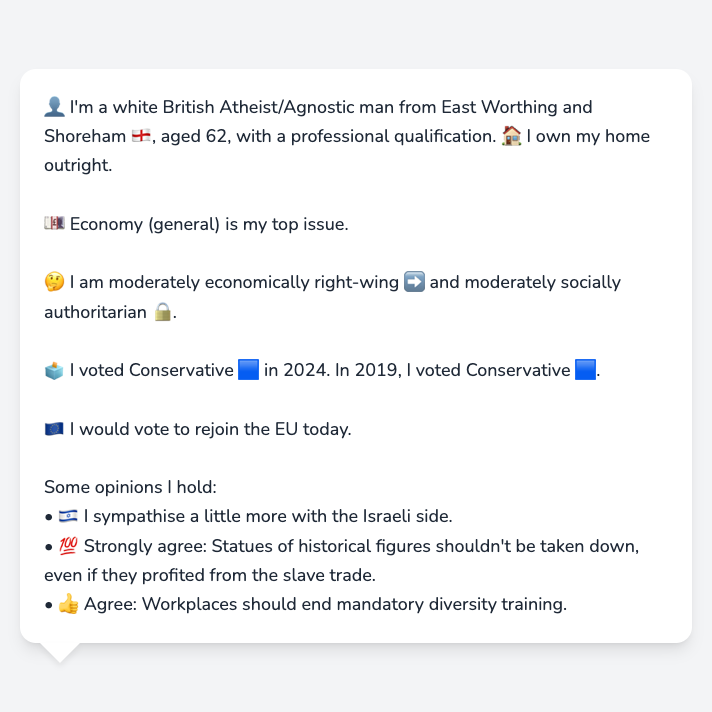 👤 I'm a white British Atheist/Agnostic man from East Worthing and
Shoreham 🏴󠁧󠁢󠁥󠁮󠁧󠁿, aged 62, with a professional qualification. 🏠 I own my home
outright.
💷 Economy (general) is my top issue.
🤔 I am moderately economically right-wing ➡️ and moderately socially
authoritarian 🔒.
🗳️ I voted Conservative 🟦 in 2024. In 2019, I voted Conservative 🟦.
🇪🇺 I would vote to rejoin the EU today.
Some opinions I hold:
• 🇮🇱 I sympathise a little more with the Israeli side.
• 💯 Strongly agree: Statues of historical figures shouldn't be taken down,
even if they profited from the slave trade.
• 👍 Agree: Workplaces should end mandatory diversity training.